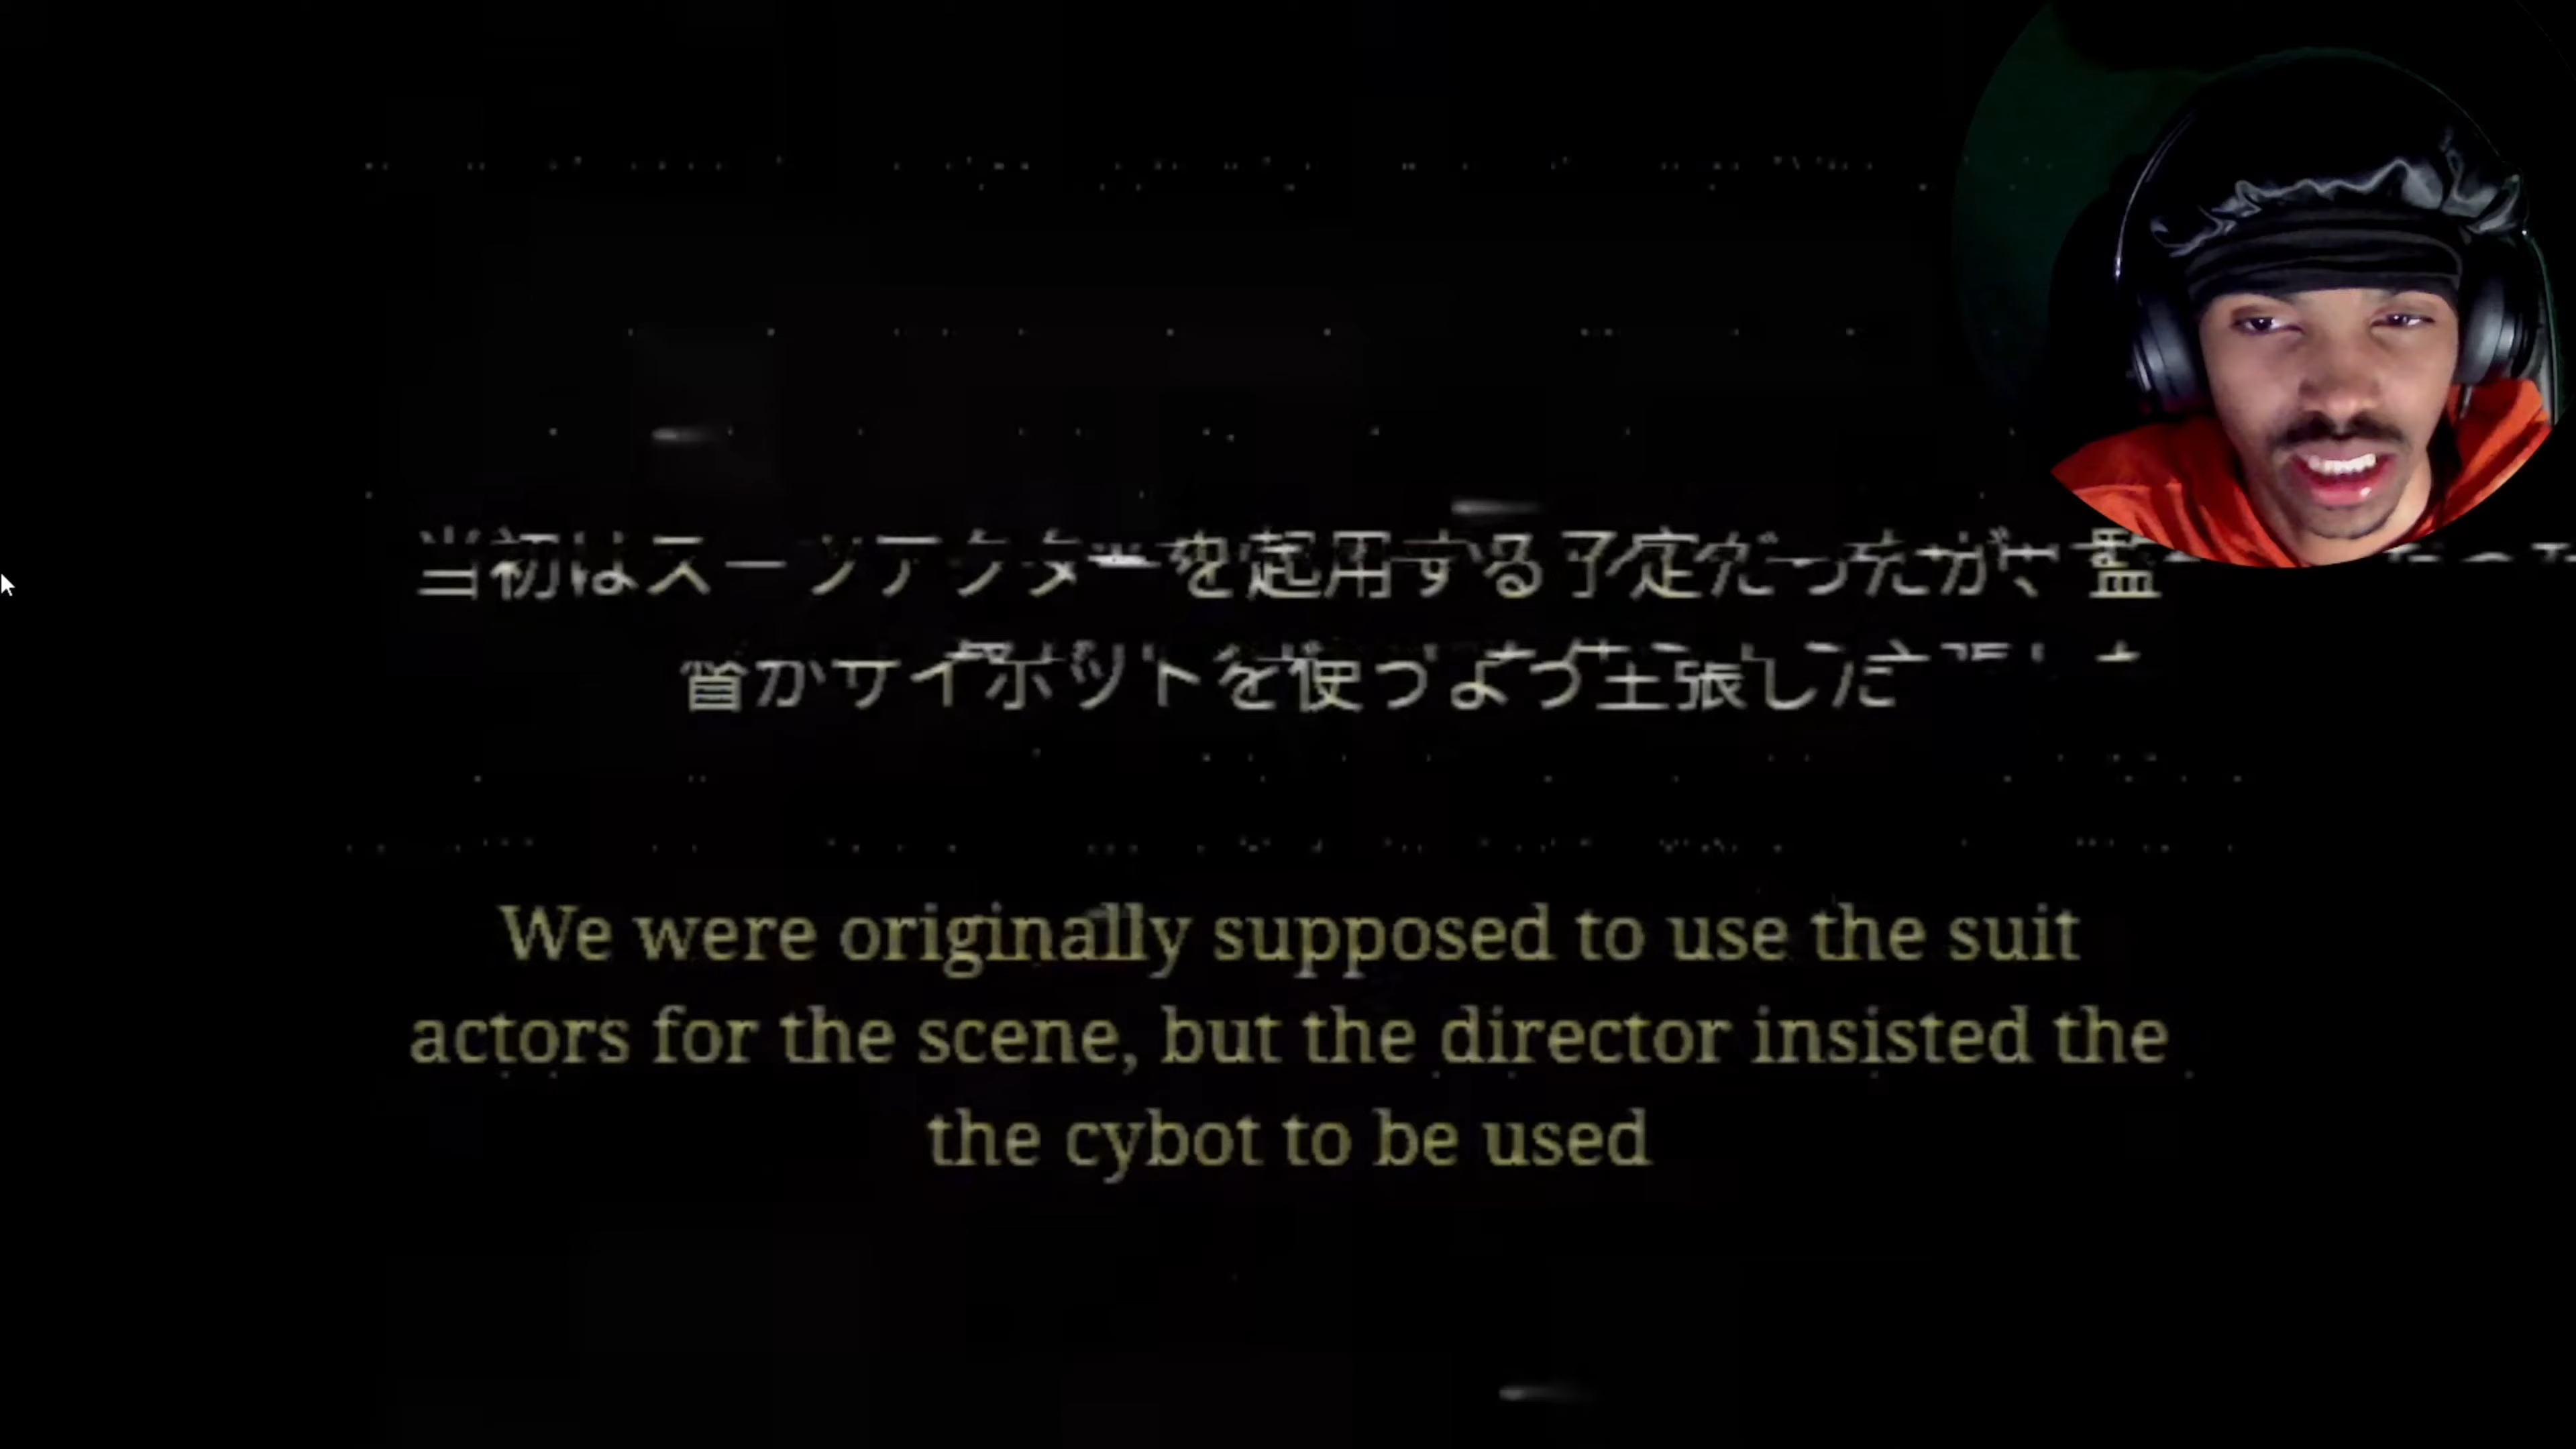 当初はスーツアクターを起用する予定だったが、監
督がサイボットを使うよう主張した
We were originally supposed to use the suit
actors for the scene, but the director insisted the
the cybot to be used